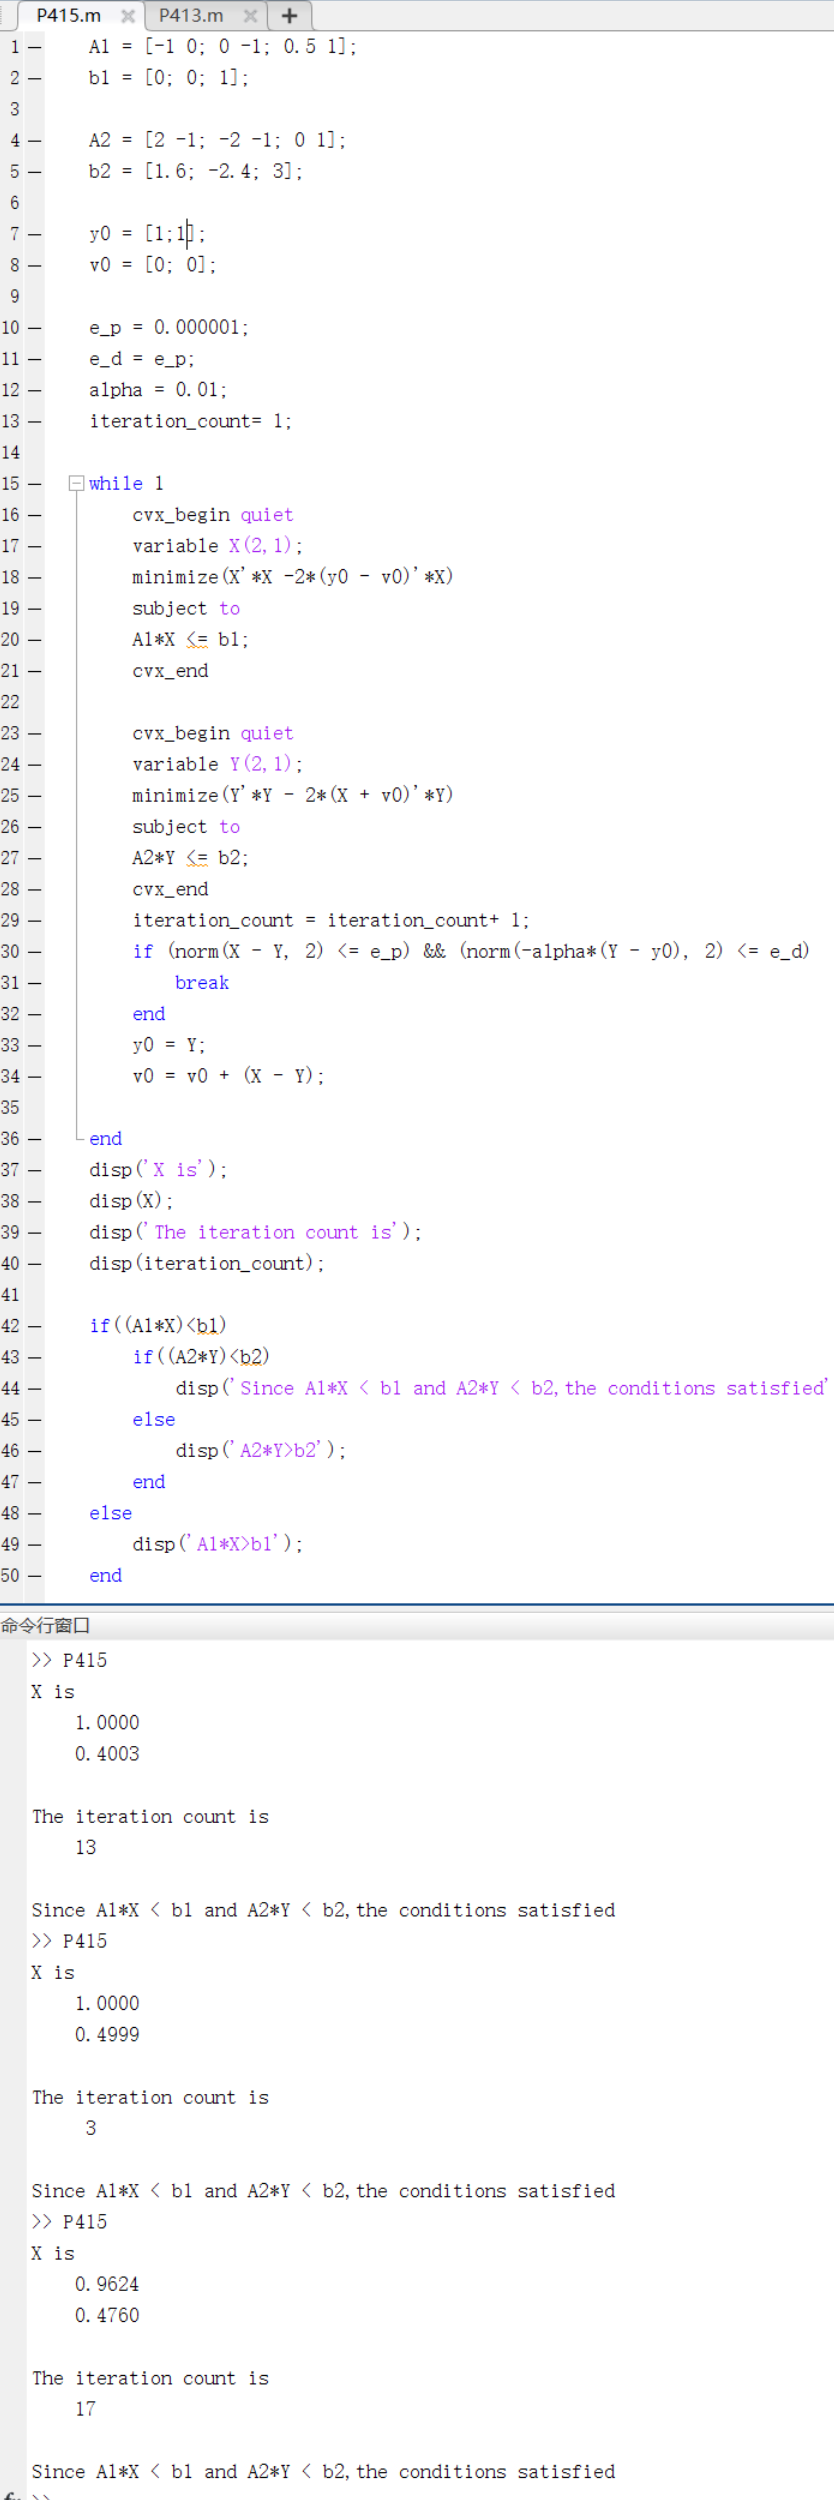 P415.m × P413.m × +
1 — A1 = [-1 0; 0 -1; 0.5 1];
2 — b1 = [0; 0; 1];
3
4 — A2 = [2 -1; -2 -1; 0 1];
5 — b2 = [1.6; -2.4; 3];
6
7 — y0 = [1;1];
8 — v0 = [0; 0];
9
10 — e_p = 0.000001;
11 — e_d = e_p;
12 — alpha = 0.01;
13 — iteration_count= 1;
14
15 — while 1
16 — cvx_begin quiet
17 — variable X(2,1);
18 — minimize(X'*X -2*(y0 - v0)'*X)
19 — subject to
20 — A1*X <= b1;
21 — cvx_end
22
23 — cvx_begin quiet
24 — variable Y(2,1);
25 — minimize(Y'*Y - 2*(X + v0)'*Y)
26 — subject to
27 — A2*Y <= b2;
28 — cvx_end
29 — iteration_count = iteration_count+ 1;
30 — if (norm(X - Y, 2) <= e_p) && (norm(-alpha*(Y - y0), 2) <= e_d)
31 — break
32 — end
33 — y0 = Y;
34 — v0 = v0 + (X - Y);
35
36 — end
37 — disp('X is');
38 — disp(X);
39 — disp('The iteration count is');
40 — disp(iteration_count);
41
42 — if((A1*X)<b1)
43 — if((A2*Y)<b2)
44 — disp('Since A1*X < b1 and A2*Y < b2,the conditions satisfied'
45 — else
46 — disp('A2*Y>b2');
47 — end
48 — else
49 — disp('A1*X>b1');
50 — end
命令行窗口
>> P415
X is
1.0000
0.4003
The iteration count is
13
Since A1*X < b1 and A2*Y < b2,the conditions satisfied
>> P415
X is
1.0000
0.4999
The iteration count is
3
Since A1*X < b1 and A2*Y < b2,the conditions satisfied
>> P415
X is
0.9624
0.4760
The iteration count is
17
Since A1*X < b1 and A2*Y < b2,the conditions satisfied
fx >>